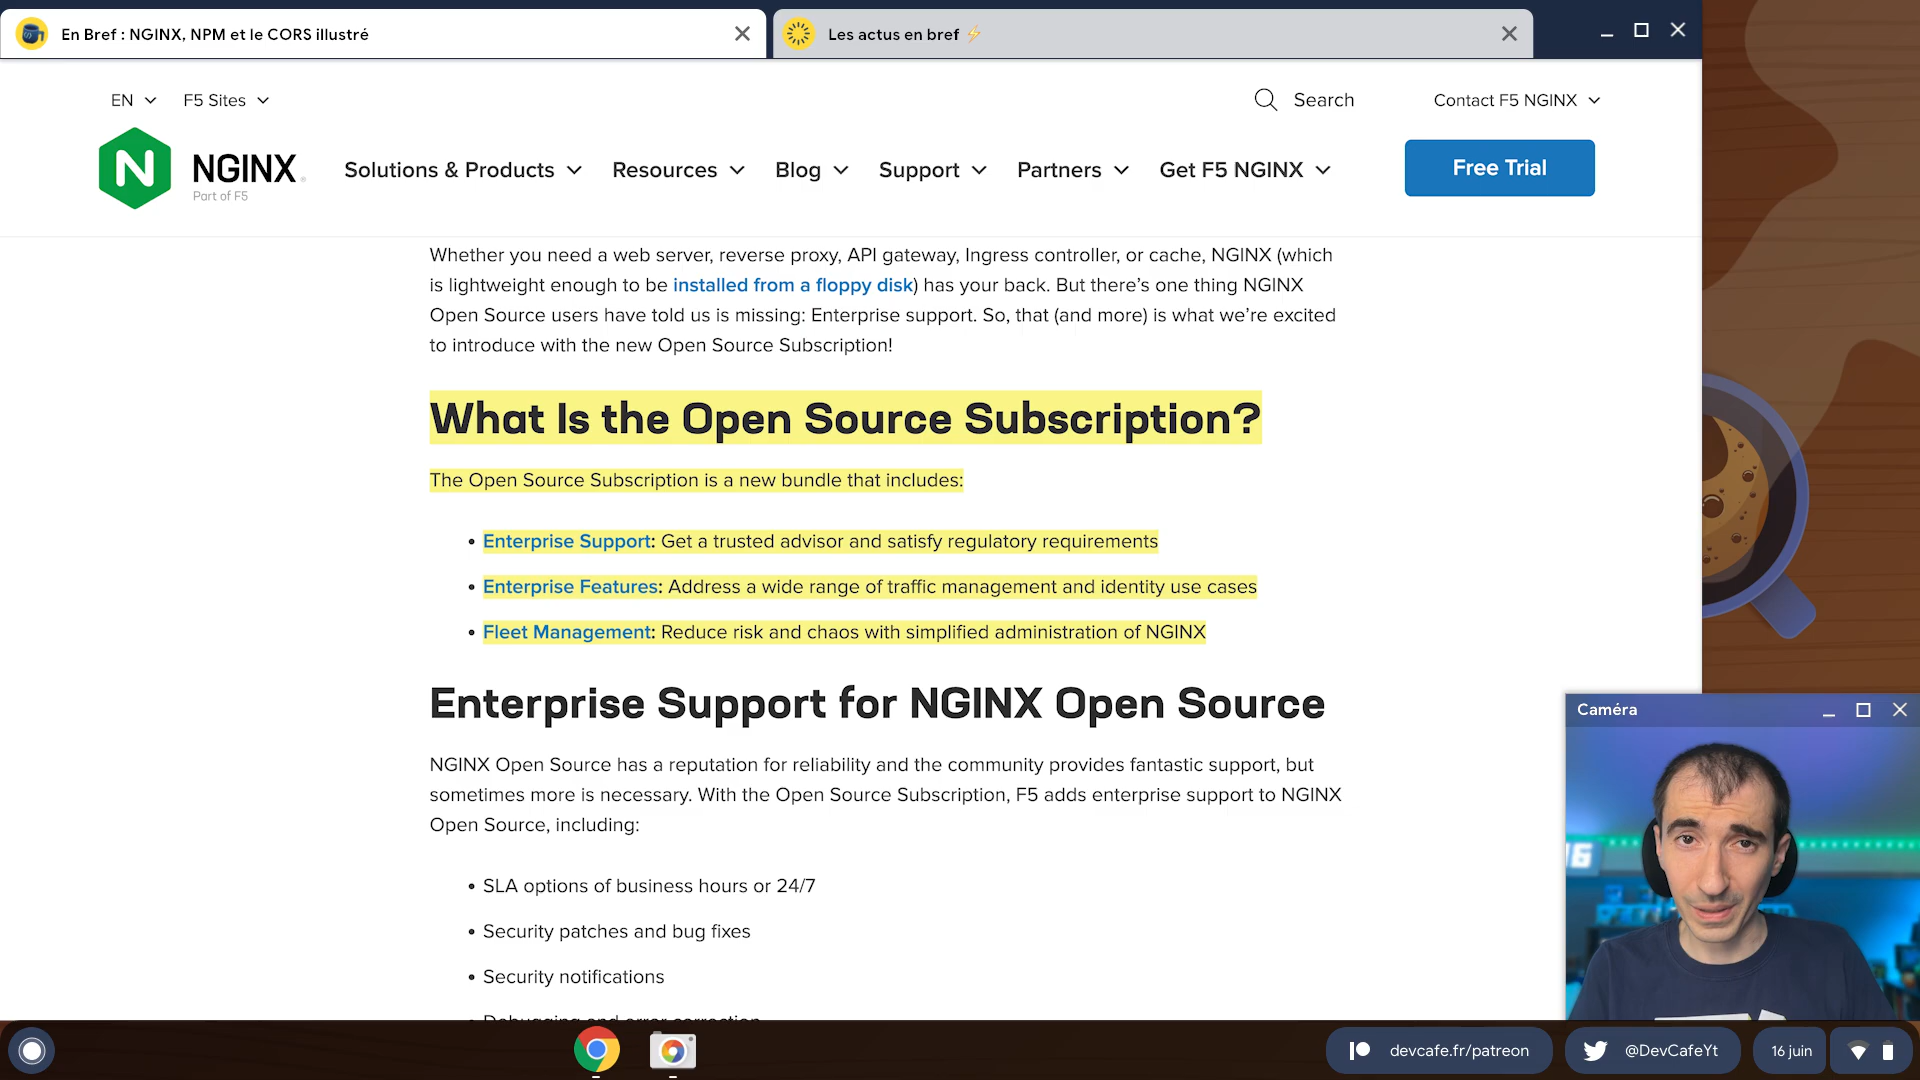 En Bref : NGINX, NPM et le CORS illustré
Les actus en bref ⚡
EN
F5 Sites
Search
Contact F5 NGINX
N
NGINX
Part of F5
Solutions & Products
Resources
Blog
Support
Partners
Get F5 NGINX
Free Trial
Whether you need a web server, reverse proxy, API gateway, Ingress controller, or cache, NGINX (which
is lightweight enough to be installed from a floppy disk) has your back. But there’s one thing NGINX
Open Source users have told us is missing: Enterprise support. So, that (and more) is what we’re excited
to introduce with the new Open Source Subscription!
What Is the Open Source Subscription?
The Open Source Subscription is a new bundle that includes:
• Enterprise Support: Get a trusted advisor and satisfy regulatory requirements
• Enterprise Features: Address a wide range of traffic management and identity use cases
• Fleet Management: Reduce risk and chaos with simplified administration of NGINX
Enterprise Support for NGINX Open Source
NGINX Open Source has a reputation for reliability and the community provides fantastic support, but
sometimes more is necessary. With the Open Source Subscription, F5 adds enterprise support to NGINX
Open Source, including:
• SLA options of business hours or 24/7
• Security patches and bug fixes
• Security notifications
• Debugging and error correction
Caméra
16
devcafe.fr/patreon
@DevCafeYt
16 juin